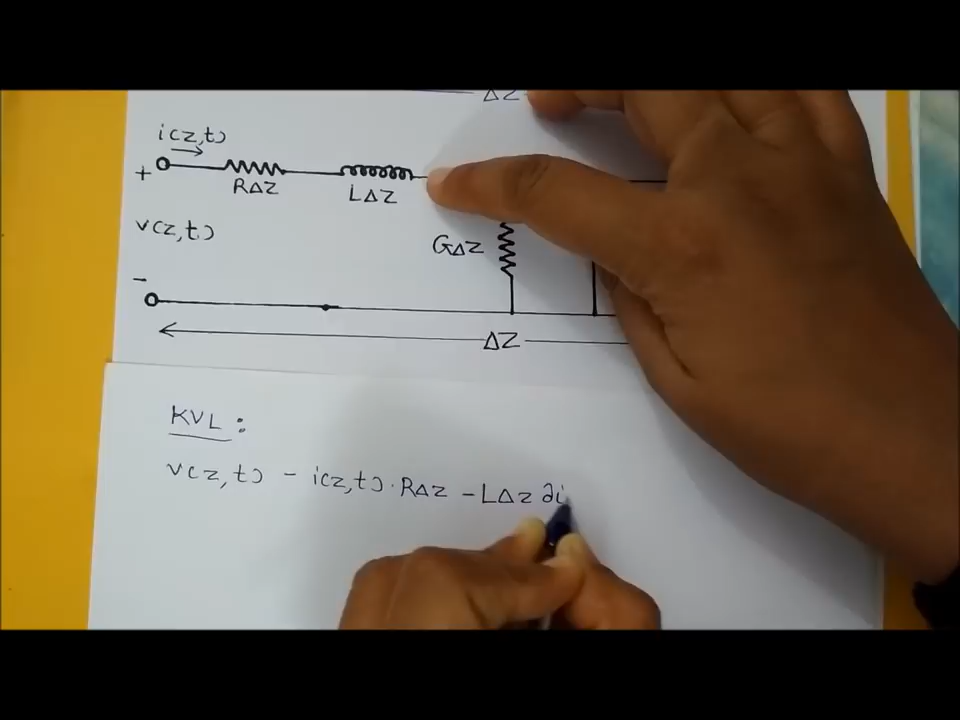 ΔZ
i(z,t)
+
RΔZ
LΔZ
v(z,t)
GΔZ
-
ΔZ
KVL :
v(z,t) - i(z,t) · RΔZ - LΔZ ∂i